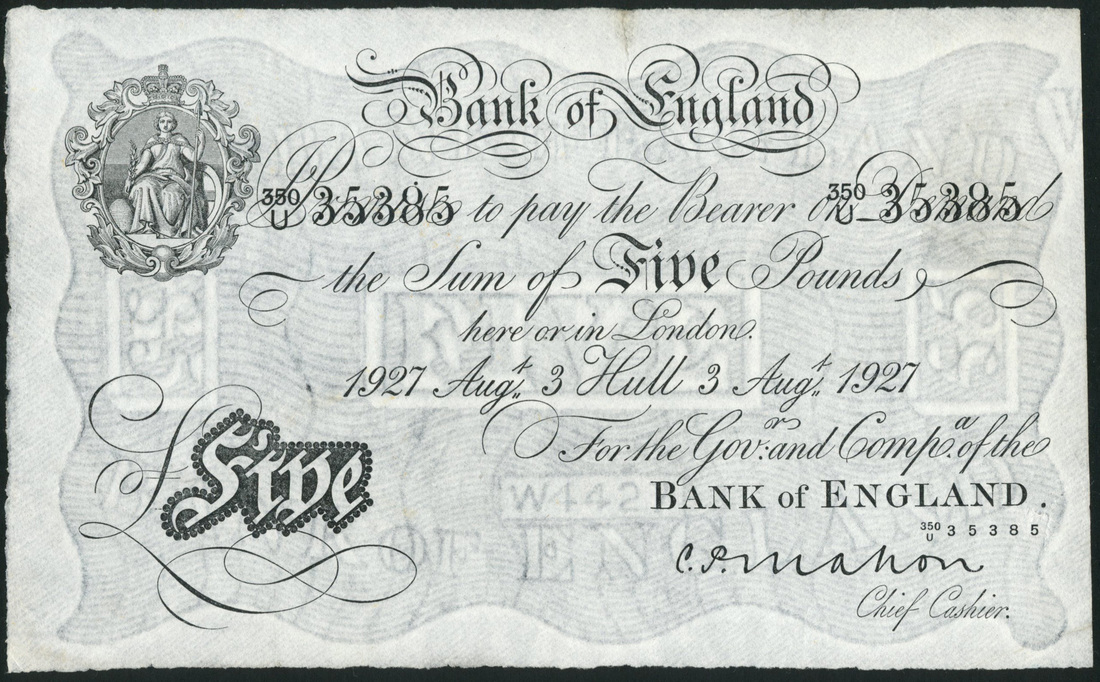 Bank of England
350/U 35385 350/U 35385
I Promise to pay the Bearer on Demand
the Sum of Five Pounds
here or in London.
1927 Augt. 3 Hull 3 Augt. 1927
For the Govr. and Compa. of the
BANK of ENGLAND.
350/U 35385
£ Five
W442
C.P. Mahon
Chief Cashier.